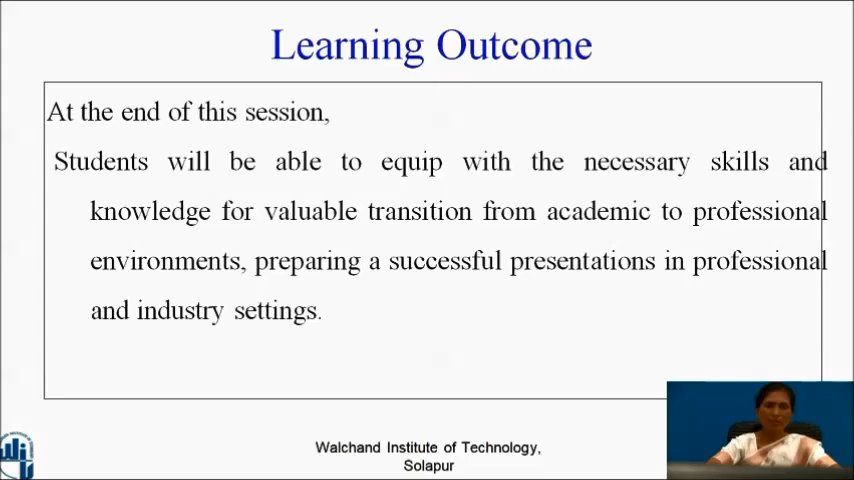 Learning Outcome
At the end of this session,
Students will be able to equip with the necessary skills and
knowledge for valuable transition from academic to professional
environments, preparing a successful presentations in professional
and industry settings.
Walchand Institute of Technology,
Solapur